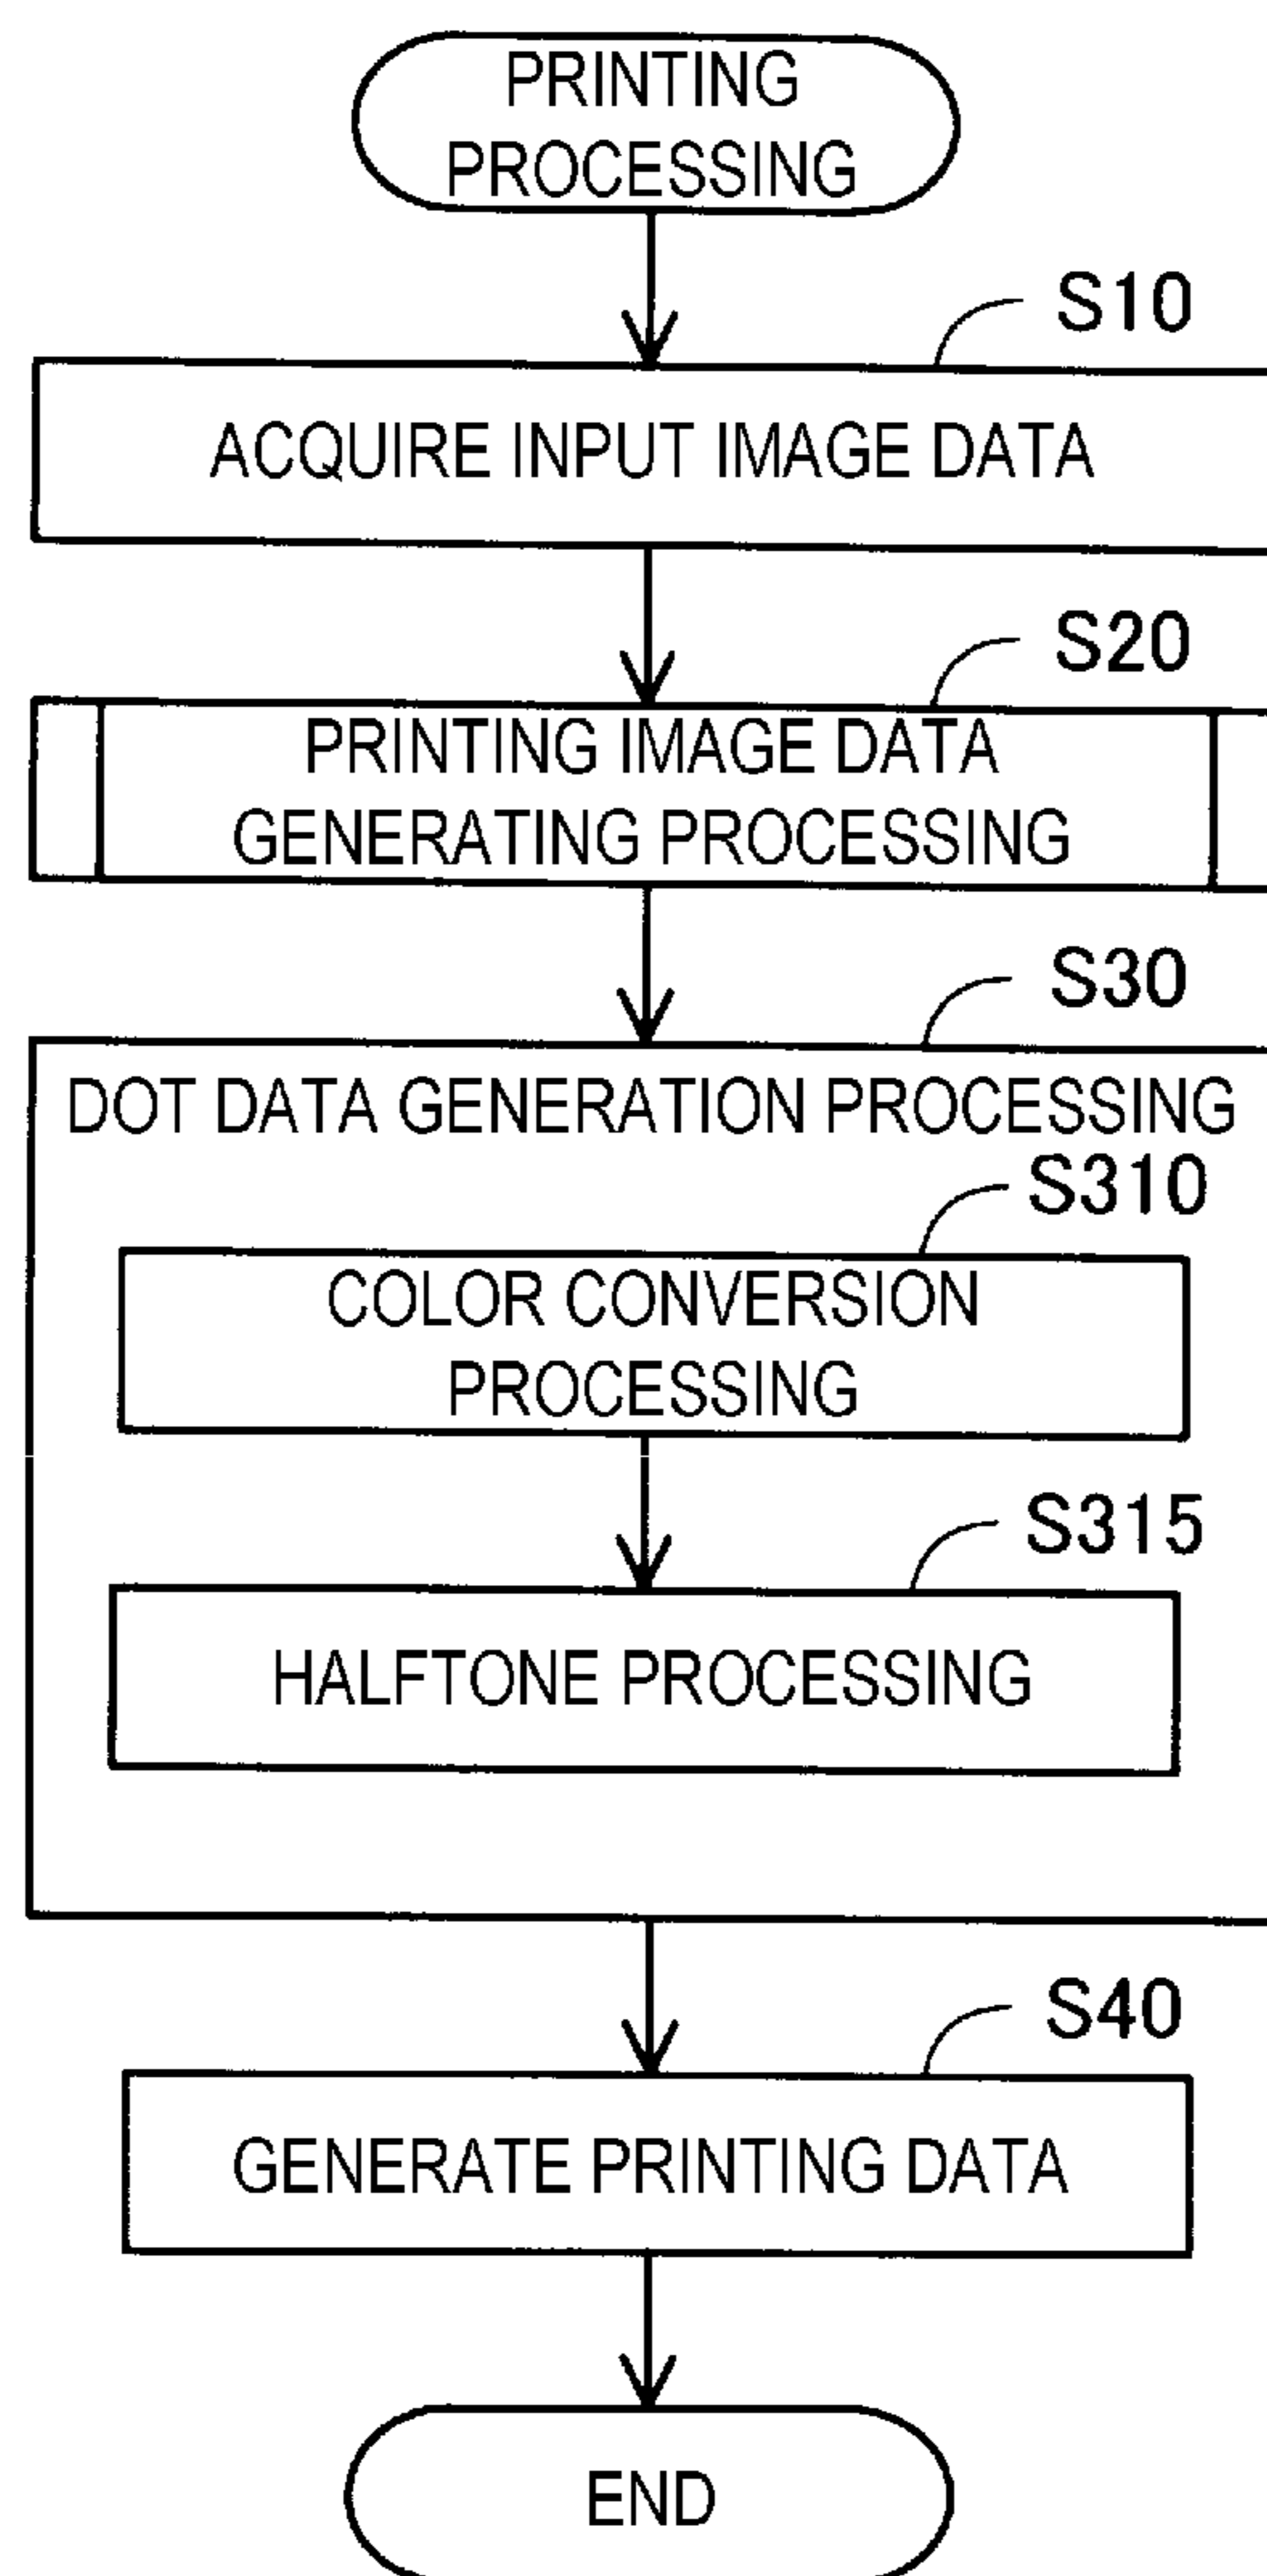 PRINTING
PROCESSING
S10
ACQUIRE INPUT IMAGE DATA
S20
PRINTING IMAGE DATA
GENERATING PROCESSING
S30
DOT DATA GENERATION PROCESSING
S310
COLOR CONVERSION
PROCESSING
S315
HALFTONE PROCESSING
S40
GENERATE PRINTING DATA
END